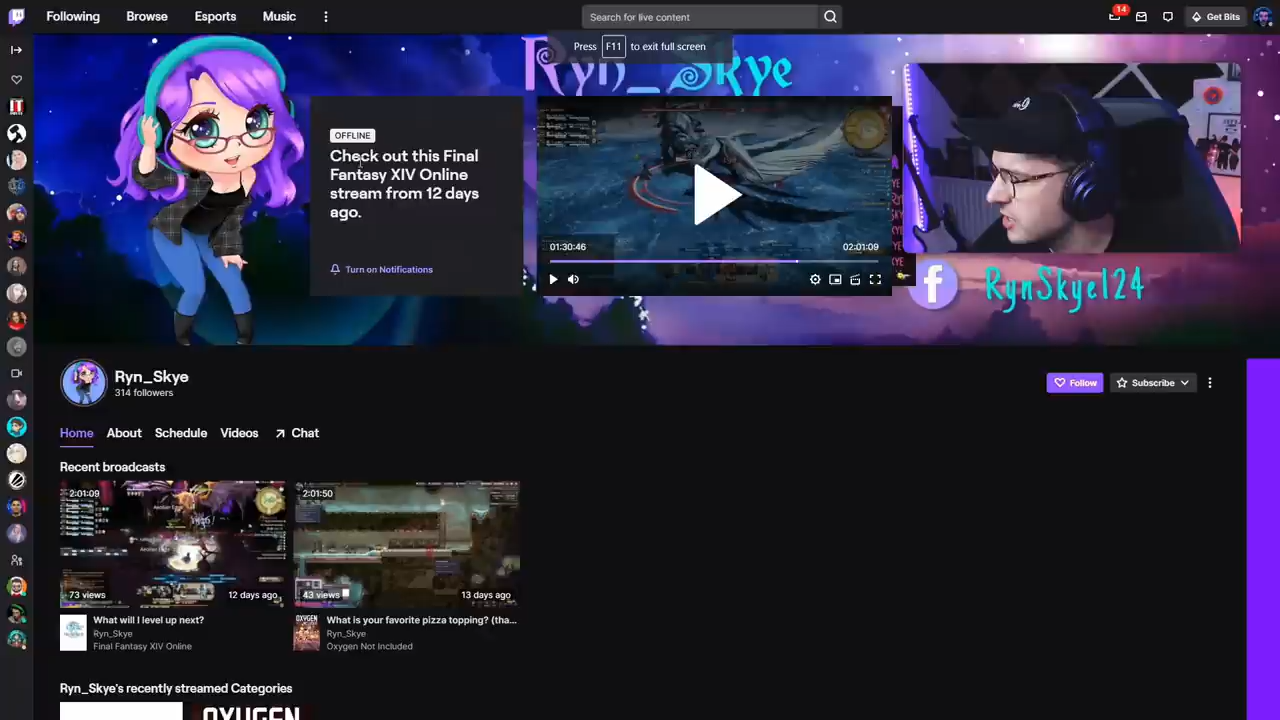 Following
Browse
Esports
Music
Search for live content
14
Get Bits
Press F11 to exit full screen
Ryn_Skye
OFFLINE
Check out this Final
Fantasy XIV Online
stream from 12 days
ago.
Turn on Notifications
01:30:46
02:01:09
RynSkye124
Ryn_Skye
314 followers
Follow
Subscribe
Home
About
Schedule
Videos
Chat
Recent broadcasts
2:01:09
73 views
12 days ago
What will I level up next?
Ryn_Skye
Final Fantasy XIV Online
2:01:50
43 views
13 days ago
What is your favorite pizza topping? (tha...
Ryn_Skye
Oxygen Not Included
Ryn_Skye's recently streamed Categories
OXYGEN